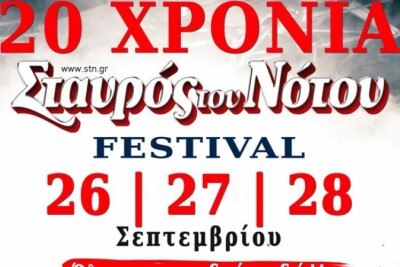 20 ΧΡΟΝΙΑ
www.stn.gr
Σταυρός του Νότου
FESTIVAL
26 | 27 | 28
Σεπτεμβρίου